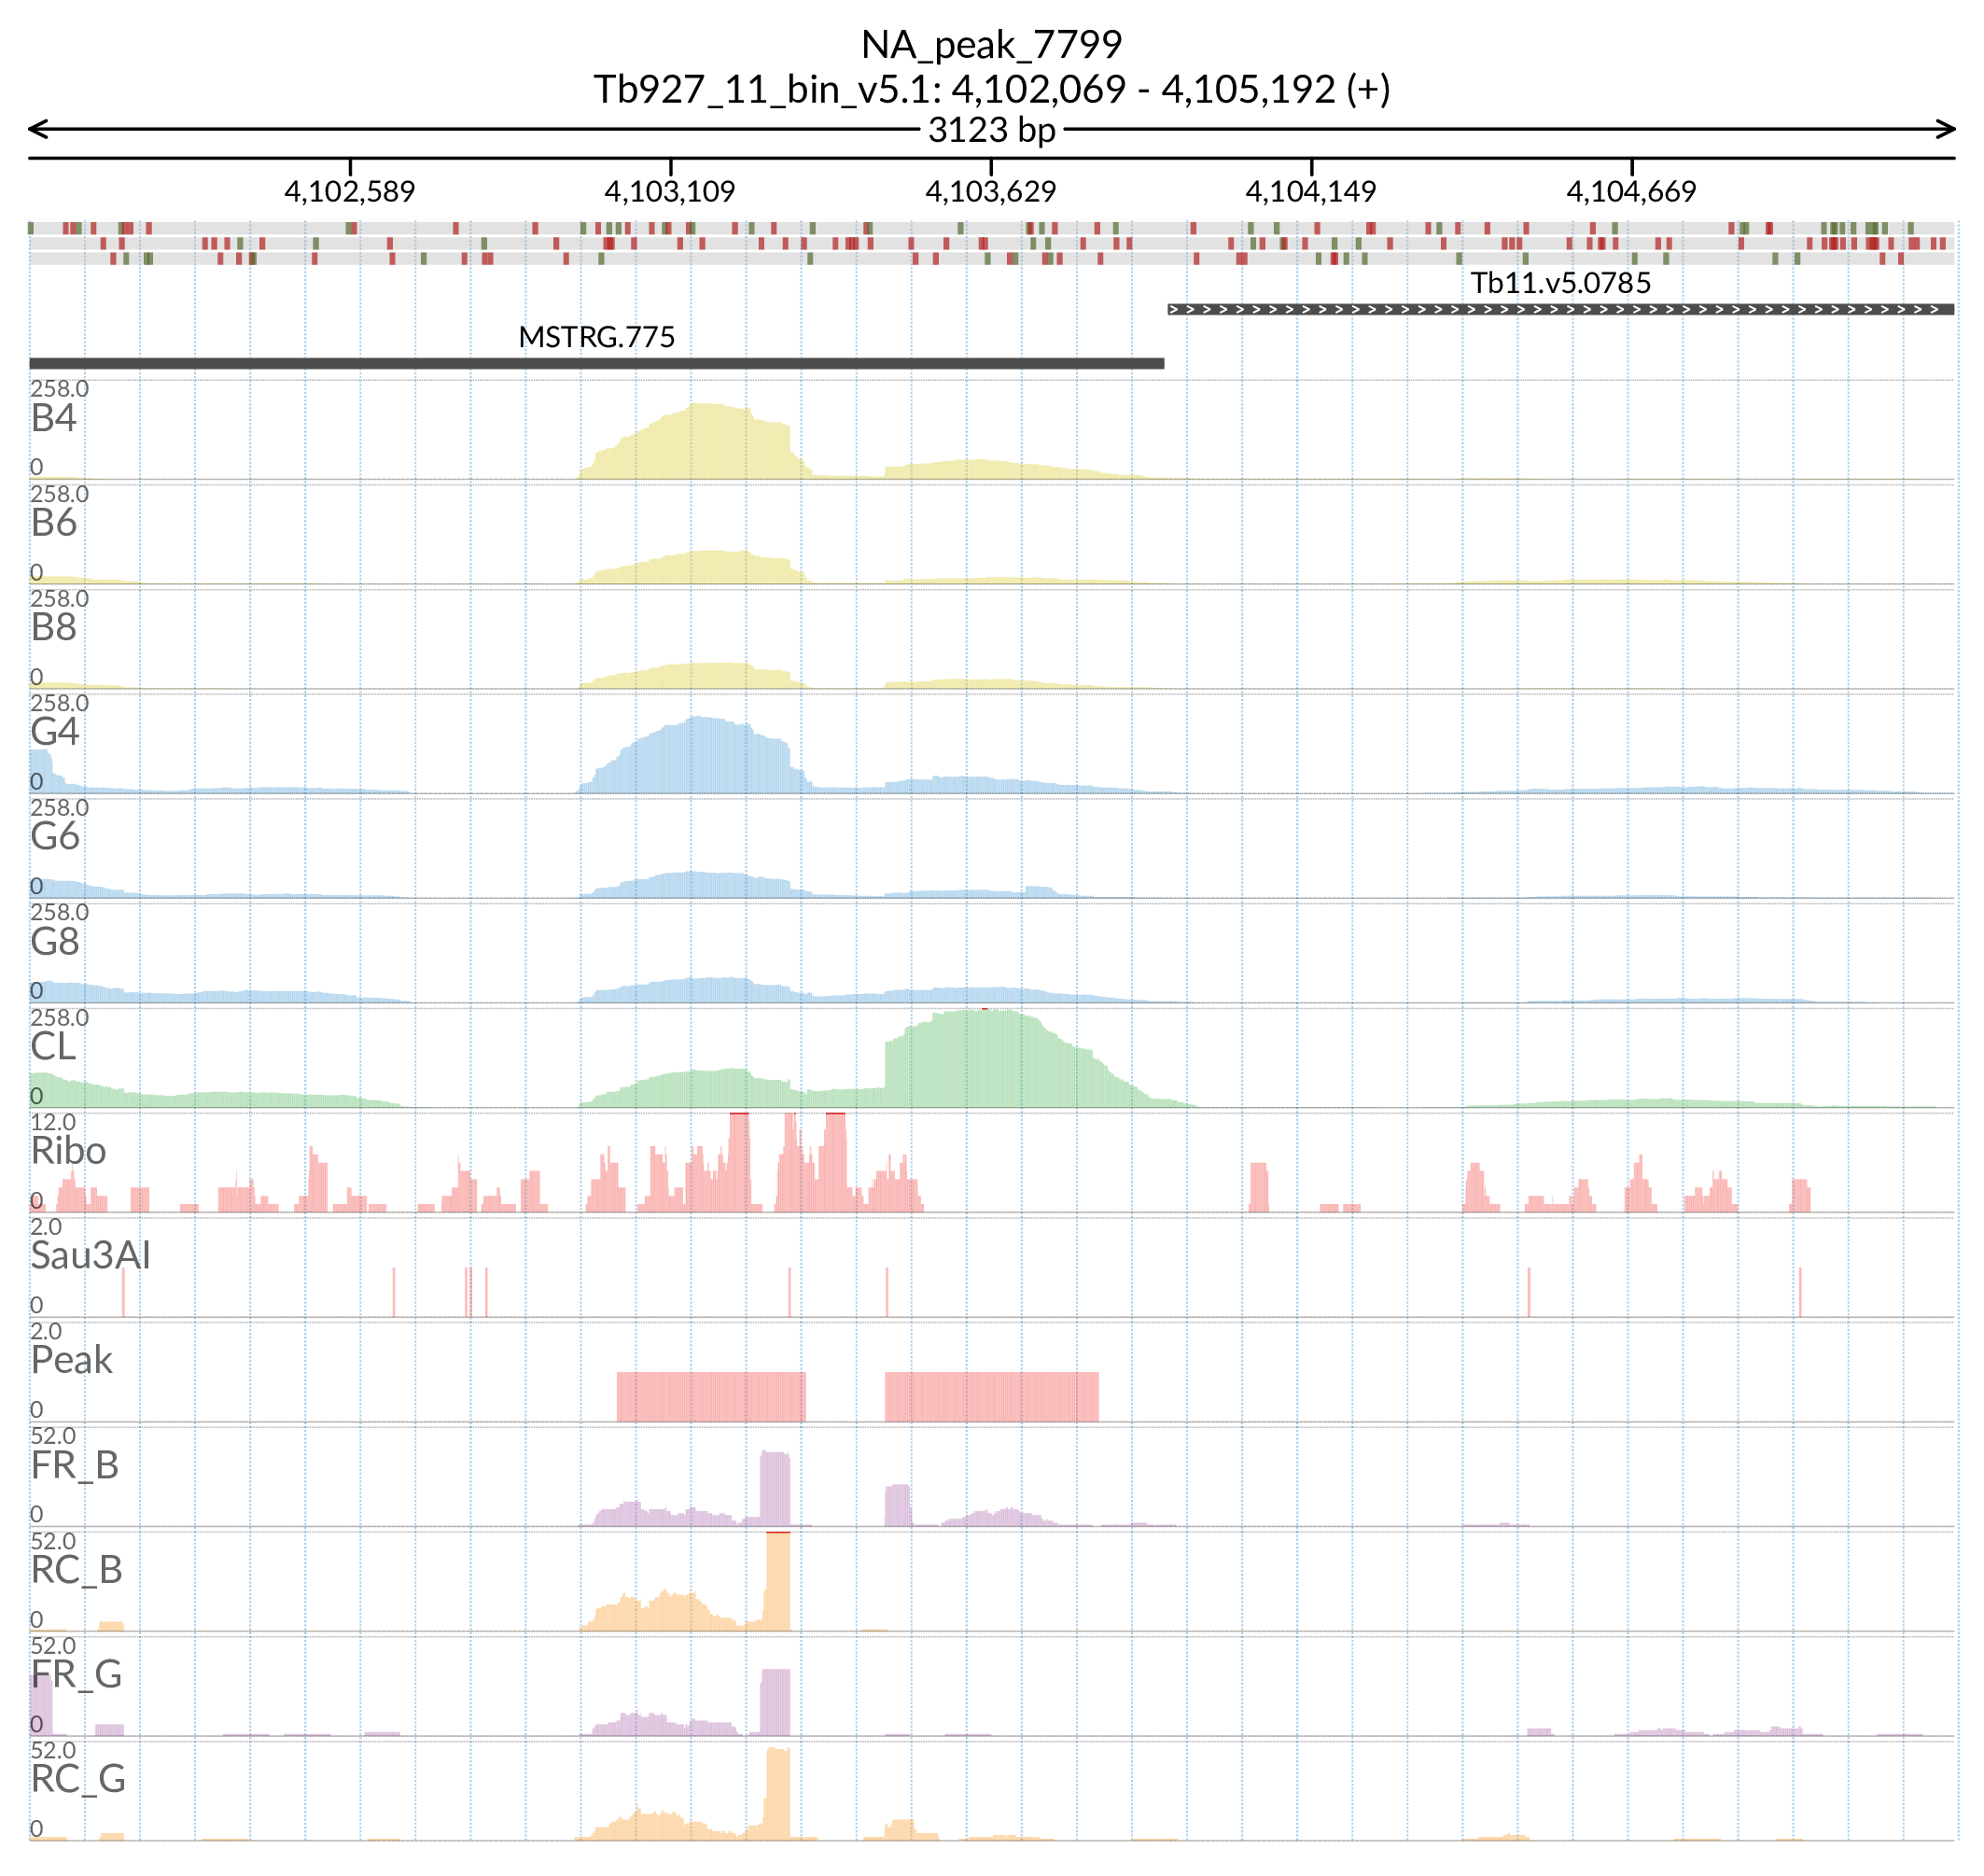 NA_peak_7799
Tb927_11_bin_v5.1: 4,102,069 - 4,105,192 (+)
3123 bp
4,102,589 4,103,109 4,103,629 4,104,149 4,104,669
Tb11.v5.0785
MSTRG.775
258.0
B4
0
258.0
B6
0
258.0
B8
0
258.0
G4
0
258.0
G6
0
258.0
G8
0
258.0
CL
0
12.0
Ribo
0
2.0
Sau3AI
0
2.0
Peak
0
52.0
FR_B
0
52.0
RC_B
0
52.0
FR_G
0
52.0
RC_G
0